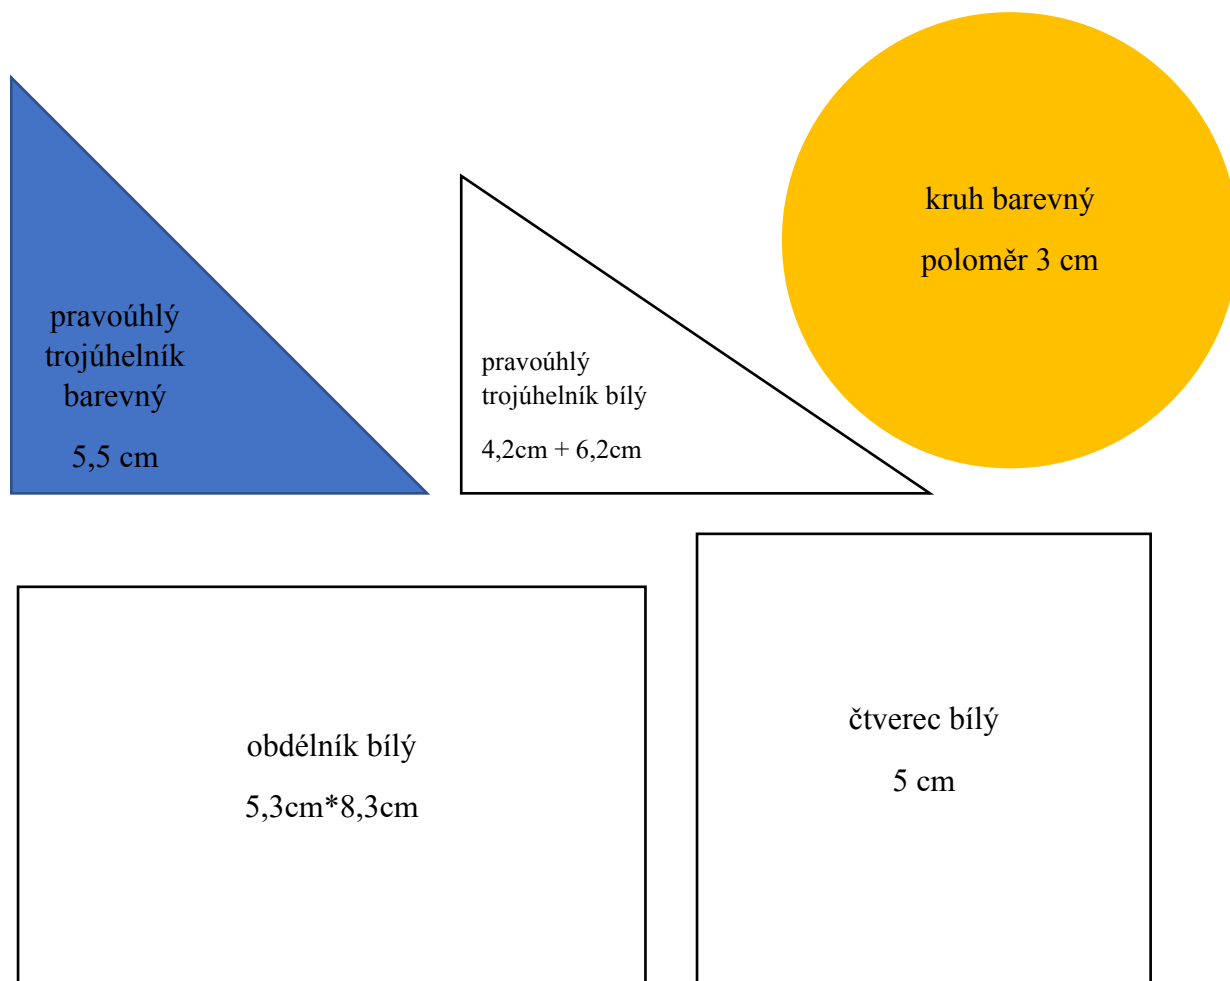 pravoúhlý
trojúhelník
barevný
5,5 cm
pravoúhlý
trojúhelník bílý
4,2cm + 6,2cm
kruh barevný
poloměr 3 cm
obdélník bílý
5,3cm*8,3cm
čtverec bílý
5 cm